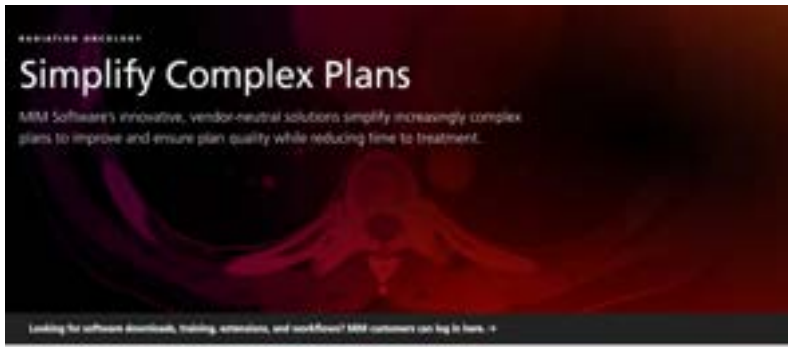 RADIATION ONCOLOGY
Simplify Complex Plans
MIM Software's innovative, vendor-neutral solutions simplify increasingly complex
plans to improve and ensure plan quality while reducing time to treatment.
Looking for software downloads, training, extensions, and workflows? MIM customers can log in here. →